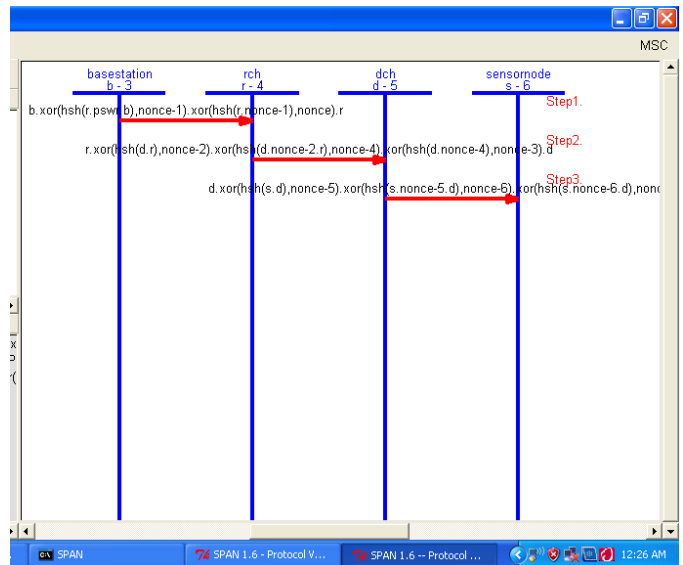 MSC
basestation
b - 3
rch
r - 4
dch
d - 5
sensornode
s - 6
Step1.
b.xor(hsh(r.pswr.b),nonce-1).xor(hsh(r.nonce-1),nonce).r
Step2.
r.xor(hsh(d.r),nonce-2).xor(hsh(d.nonce-2.r),nonce-4).xor(hsh(d.nonce-4),nonce-3).d
Step3.
d.xor(hsh(s.d),nonce-5).xor(hsh(s.nonce-5.d),nonce-6).xor(hsh(s.nonce-6.d),nonc
SPAN
SPAN 1.6 - Protocol V...
SPAN 1.6 -- Protocol ...
12:26 AM